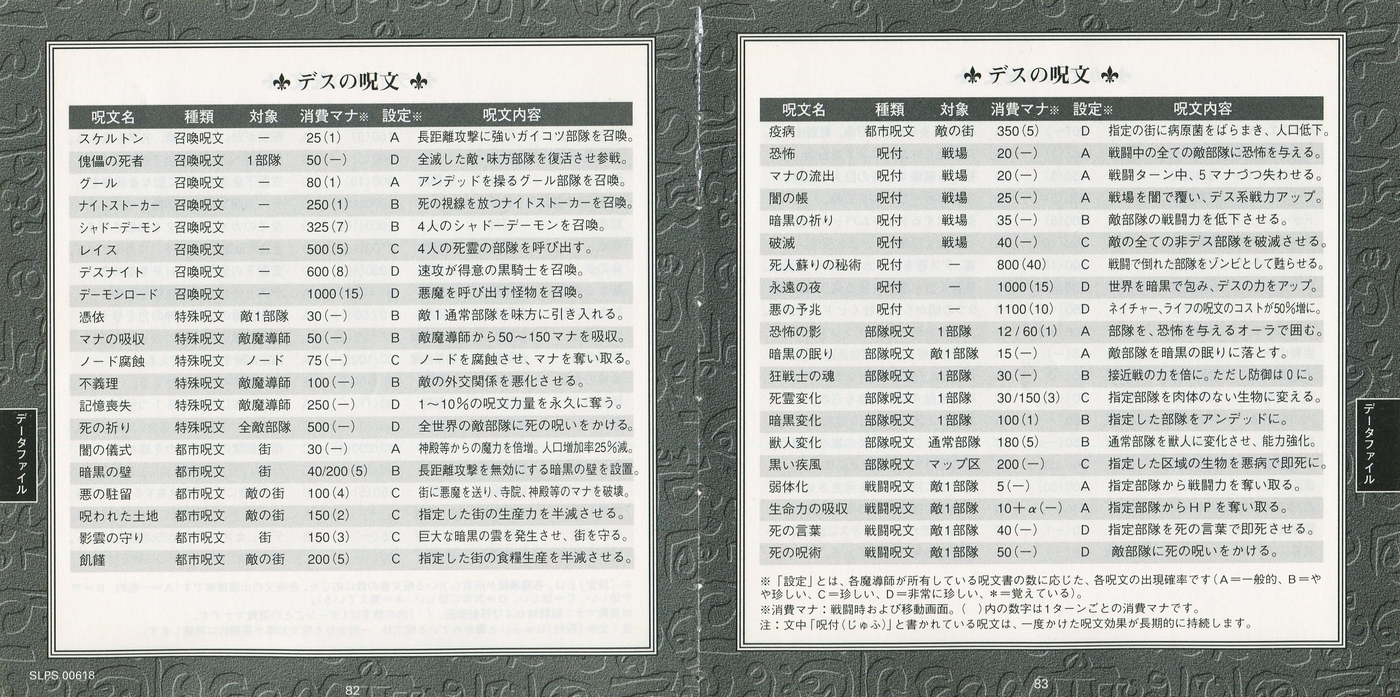 デスの呪文
呪文名 種類 対象 消費マナ※ 設定※ 呪文内容
スケルトン 召喚呪文 ー 25(1) A 長距離攻撃に強いガイコツ部隊を召喚。
傀儡の死者 召喚呪文 1部隊 50(ー) D 全滅した敵・味方部隊を復活させ参戦。
グール 召喚呪文 ー 80(1) A アンデッドを操るグール部隊を召喚。
ナイトストーカー 召喚呪文 ー 250(1) B 死の視線を放つナイトストーカーを召喚。
シャドーデーモン 召喚呪文 ー 325(7) B 4人のシャドーデーモンを召喚。
レイス 召喚呪文 ー 500(5) C 4人の死霊の部隊を呼び出す。
デスナイト 召喚呪文 ー 600(8) D 速攻が得意の黒騎士を召喚。
デーモンロード 召喚呪文 ー 1000(15) D 悪魔を呼び出す怪物を召喚。
憑依 特殊呪文 敵1部隊 30(ー) B 敵1通常部隊を味方に引き入れる。
マナの吸収 特殊呪文 敵魔導師 50(ー) B 敵魔導師から50〜150マナを吸収。
ノード腐蝕 特殊呪文 ノード 75(ー) C ノードを腐蝕させ、マナを奪い取る。
不義理 特殊呪文 敵魔導師 100(ー) B 敵の外交関係を悪化させる。
記憶喪失 特殊呪文 敵魔導師 250(ー) D 1〜10%の呪文力量を永久に奪う。
死の祈り 特殊呪文 全敵部隊 500(ー) D 全世界の敵部隊に死の呪いをかける。
闇の儀式 都市呪文 街 30(ー) A 神殿等からの魔力を倍増。人口増加率25%減。
暗黒の壁 都市呪文 街 40/200(5) B 長距離攻撃を無効にする暗黒の壁を設置。
悪の駐留 都市呪文 敵の街 100(4) C 街に悪魔を送り、寺院、神殿等のマナを破壊。
呪われた土地 都市呪文 敵の街 150(2) C 指定した街の生産力を半減させる。
影雲の守り 都市呪文 街 150(3) C 巨大な暗黒の雲を発生させ、街を守る。
飢饉 都市呪文 敵の街 200(5) C 指定した街の食糧生産を半減させる。
データファイル
SLPS 00618
82
デスの呪文
呪文名 種類 対象 消費マナ※ 設定※ 呪文内容
疫病 都市呪文 敵の街 350(5) D 指定の街に病原菌をばらまき、人口低下。
恐怖 呪付 戦場 20(ー) A 戦闘中の全ての敵部隊に恐怖を与える。
マナの流出 呪付 戦場 20(ー) A 戦闘ターン中、5マナづつ失わせる。
闇の帳 呪付 戦場 25(ー) A 戦場を闇で覆い、デス系戦力アップ。
暗黒の祈り 呪付 戦場 35(ー) B 敵部隊の戦闘力を低下させる。
破滅 呪付 戦場 40(ー) C 敵の全ての非デス部隊を破滅させる。
死人蘇りの秘術 呪付 ー 800(40) C 戦闘で倒れた部隊をゾンビとして甦らせる。
永遠の夜 呪付 ー 1000(15) D 世界を暗黒で包み、デスの力をアップ。
悪の予兆 呪付 ー 1100(10) D ネイチャー、ライフの呪文のコストが50%増に。
恐怖の影 部隊呪文 1部隊 12/60(1) A 部隊を、恐怖を与えるオーラで囲む。
暗黒の眠り 部隊呪文 敵1部隊 15(ー) A 敵部隊を暗黒の眠りに落とす。
狂戦士の魂 部隊呪文 1部隊 30(ー) B 接近戦の力を倍に。ただし防御は0に。
死霊変化 部隊呪文 1部隊 30/150(3) C 指定部隊を肉体のない生物に変える。
暗黒変化 部隊呪文 1部隊 100(1) B 指定した部隊をアンデッドに。
獣人変化 部隊呪文 通常部隊 180(5) B 通常部隊を獣人に変化させ、能力強化。
黒い疾風 部隊呪文 マップ区 200(ー) C 指定した区域の生物を悪病で即死に。
弱体化 戦闘呪文 敵1部隊 5(ー) A 指定部隊から戦闘力を奪い取る。
生命力の吸収 戦闘呪文 敵1部隊 10+α(ー) A 指定部隊からHPを奪い取る。
死の言葉 戦闘呪文 敵1部隊 40(ー) D 指定部隊を死の言葉で即死させる。
死の呪術 戦闘呪文 敵1部隊 50(ー) D 敵部隊に死の呪いをかける。
※「設定」とは、各魔導師が所有している呪文書の数に応じた、各呪文の出現確率です(A=一般的、B=や
や珍しい、C=珍しい、D=非常に珍しい、*=覚えている)。
※消費マナ:戦闘時および移動画面。( )内の数字は1ターンごとの消費マナです。
注:文中「呪付(じゅふ)」と書かれている呪文は、一度かけた呪文効果が長期的に持続します。
データファイル
83